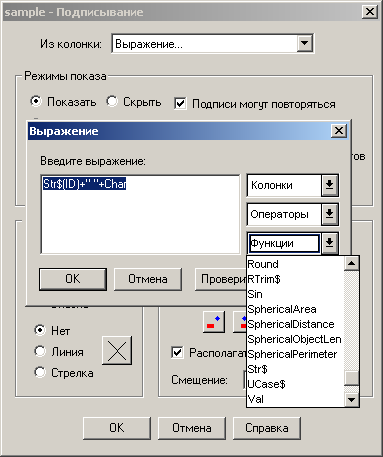 sample - Подписывание
Из колонки: Выражение...
Режимы показа
Показать Скрыть Подписи могут повторяться
Выражение
Введите выражение:
Str$(ID)+" "+Char
Колонки
Операторы
Функции
Round
RTrim$
Sin
SphericalArea
SphericalDistance
SphericalObjectLen
SphericalPerimeter
Str$
UCase$
Val
OK Отмена
Нет
Линия
Стрелка
Смещение:
OK Отмена Справка